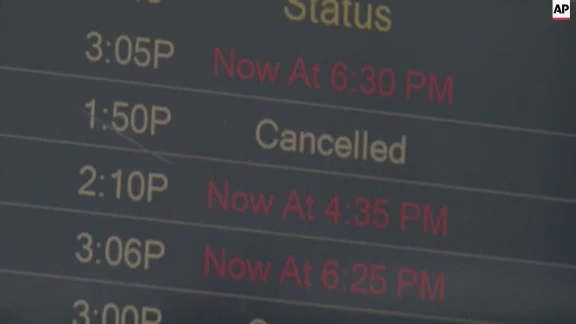 AP
Status
3:05P Now At 6:30 PM
1:50P Cancelled
2:10P Now At 4:35 PM
3:06P Now At 6:25 PM
3:00P